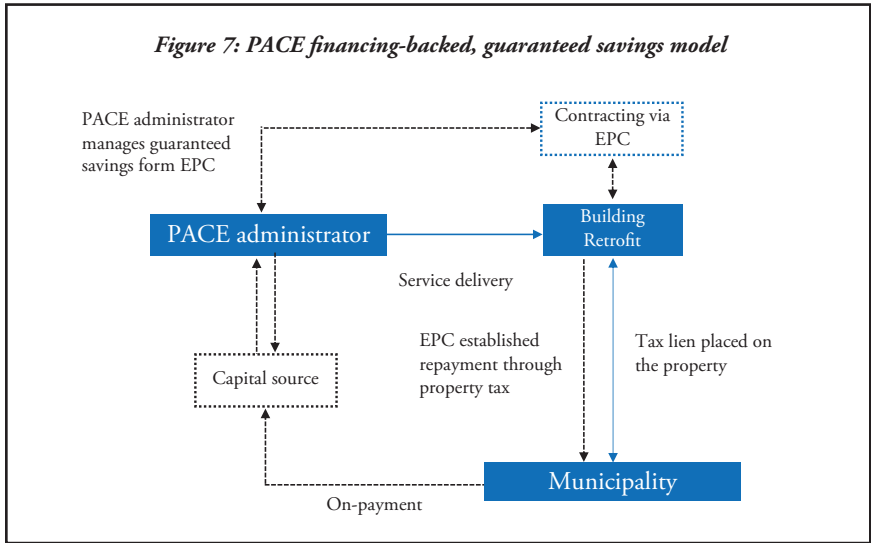 Figure 7: PACE financing-backed, guaranteed savings model
PACE administrator
manages guaranteed
savings form EPC
Contracting via
EPC
PACE administrator
Building
Retrofit
Service delivery
EPC established
repayment through
property tax
Tax lien placed on
the property
Capital source
Municipality
On-payment